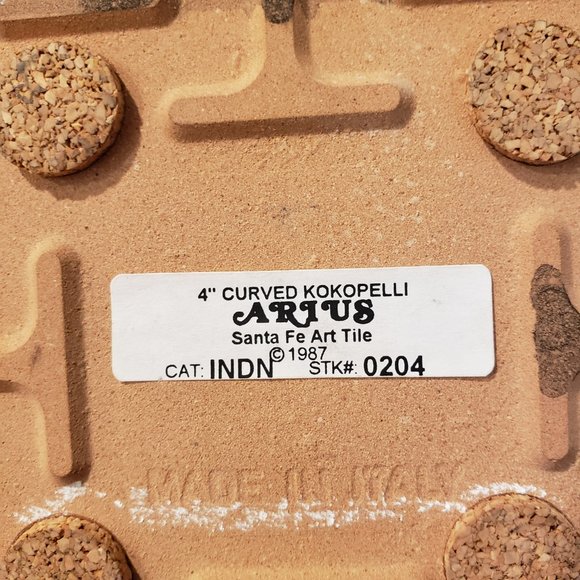 4" CURVED KOKOPELLI
ARIUS
Santa Fe Art Tile
©1987
CAT: INDN STK#: 0204
MADE IN ITALY